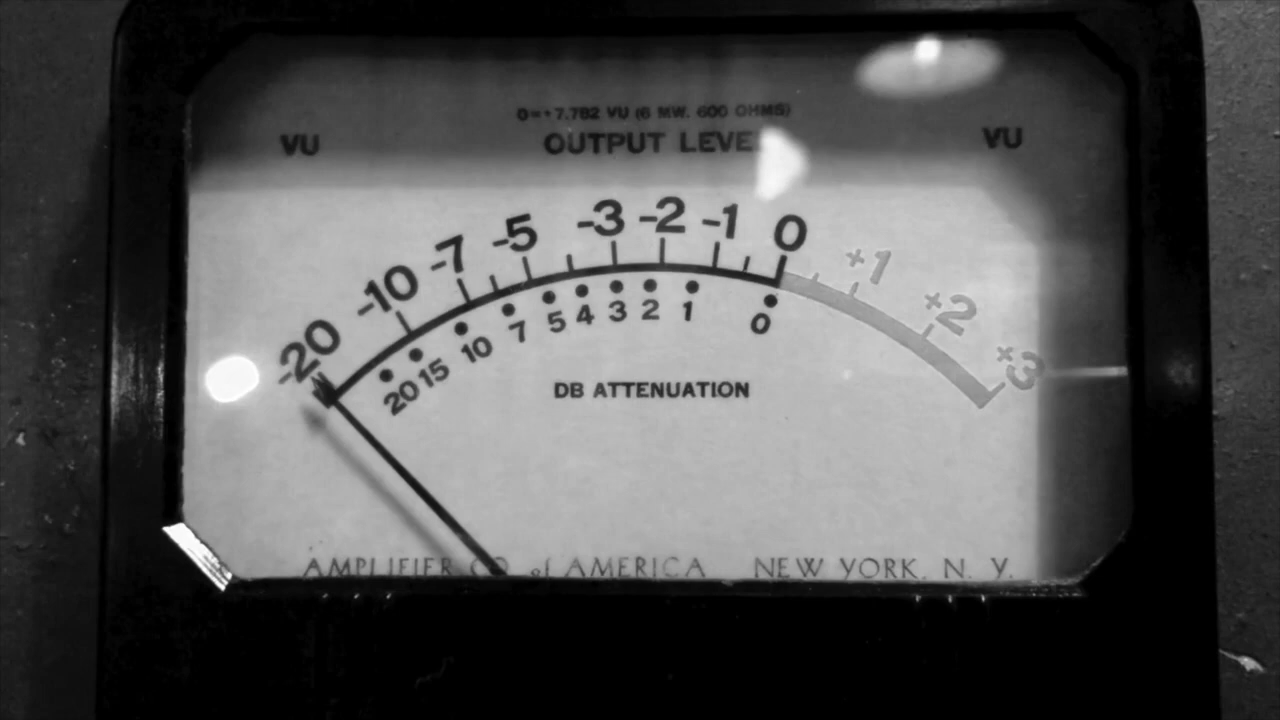 0=+7.782 VU (6 MW. 600 OHMS)
VU OUTPUT LEVEL VU
-20 -10 -7 -5 -3 -2 -1 0 +1 +2 +3
20 15 10 7 5 4 3 2 1 0
DB ATTENUATION
AMPLIFIER CO of AMERICA NEW YORK, N. Y.